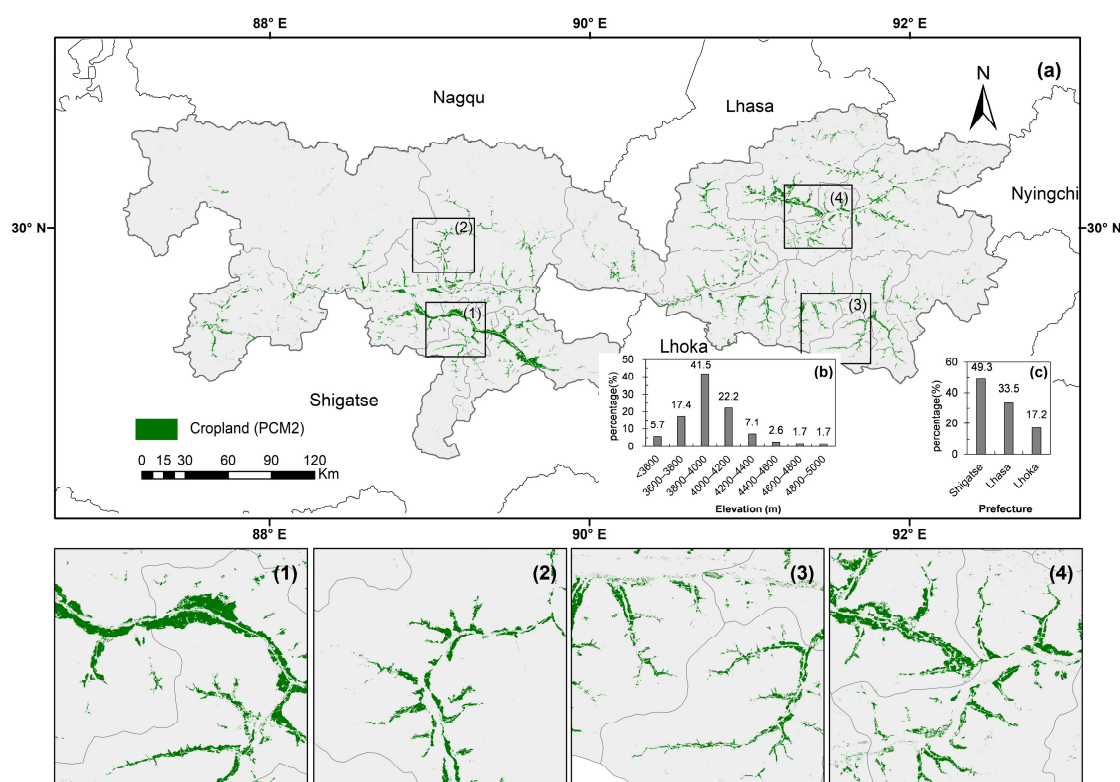 88° E 90° E 92° E
N
(a)
Nagqu
Lhasa
Nyingchi
30° N 30° N
(4)
(2)
(3)
(1)
Lhoka
Shigatse
Cropland (PCM2)
0 15 30 60 90 120
Km
(b)
percentage(%)
50
40
30
20
10
0
5.7 17.4 41.5 22.2 7.1 2.6 1.7 1.7
<3600 3600–3800 3800–4000 4000–4200 4200–4400 4400–4600 4600–4800 4800–5000
Elevation (m)
(c)
percentage(%)
60
40
20
0
49.3 33.5 17.2
Shigatse Lhasa Lhoka
Prefecture
88° E 90° E 92° E
(1) (2) (3) (4)